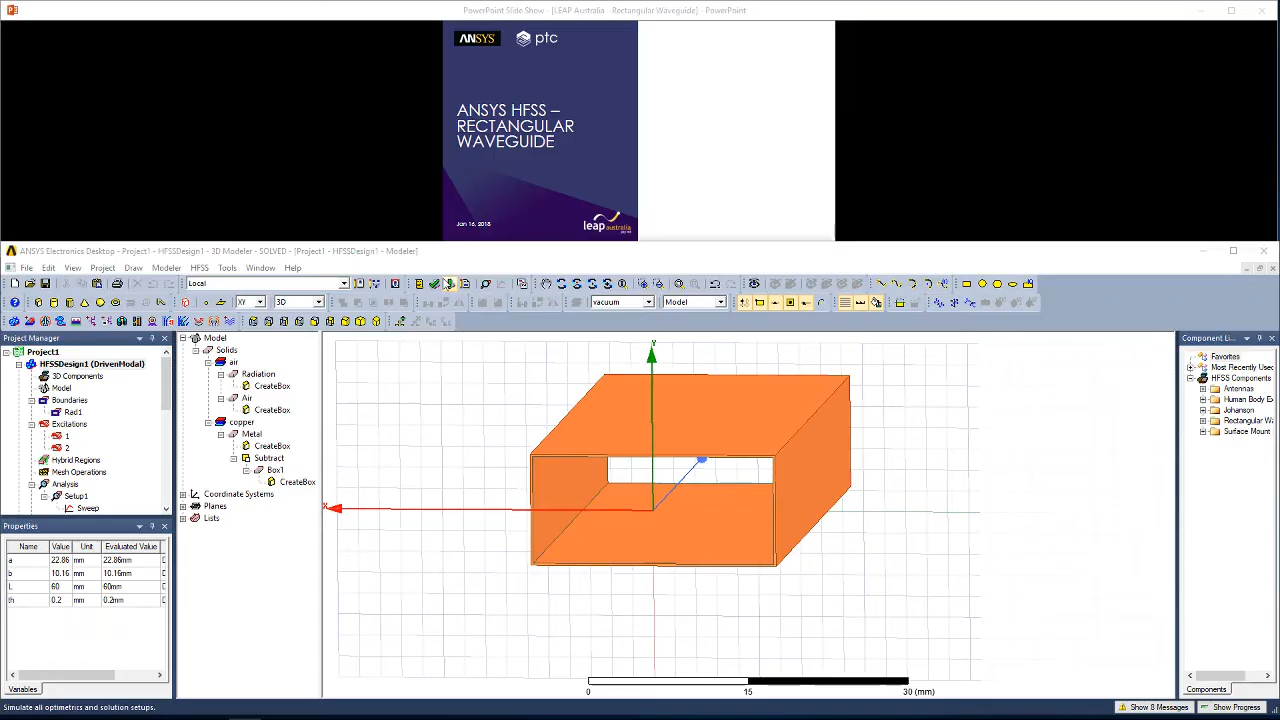 PowerPoint Slide Show - [LEAP Australia - Rectangular Waveguide] - PowerPoint
ANSYS ptc
ANSYS HFSS –
RECTANGULAR
WAVEGUIDE
Jan 16, 2018
leap australia
ANSYS Electronics Desktop - Project1 - HFSSDesign1 - 3D Modeler - SOLVED - [Project1 - HFSSDesign1 - Modeler]
File Edit View Project Draw Modeler HFSS Tools Window Help
Local
XY 3D vacuum Model
Project Manager
Project1
HFSSDesign1 (DrivenModal)
3D Components
Model
Boundaries
Rad1
Excitations
1
2
Hybrid Regions
Mesh Operations
Analysis
Setup1
Sweep
Properties
Name Value Unit Evaluated Value
a 22.86 mm 22.86mm
b 10.16 mm 10.16mm
L 60 mm 60mm
th 0.2 mm 0.2mm
Variables
Model
Solids
air
Radiation
CreateBox
Air
CreateBox
copper
Metal
CreateBox
Subtract
Box1
CreateBox
Coordinate Systems
Planes
Lists
Y
X
0 15 30 (mm)
Component Li...
Favorites
Most Recently Used
HFSS Components
Antennas
Human Body E
Johanson
Rectangular W
Surface Mount
Components
Simulate all optimetrics and solution setups.
Show 8 Messages Show Progress